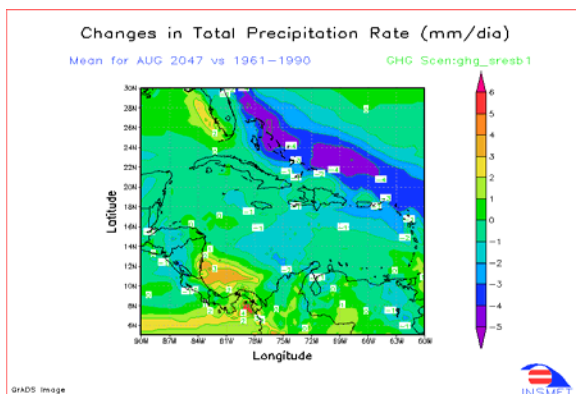 Changes in Total Precipitation Rate (mm/dia)
Mean for AUG 2047 vs 1961-1990
GHG Scen:ghg_sresb1
30N
28N
26N
24N
22N
20N
18N
16N
14N
12N
10N
8N
6N
Latitude
90W 87W 84W 81W 78W 75W 72W 69W 66W 63W 60W
Longitude
6
5
4
3
2
1
0
-1
-2
-3
-4
-5
GrADS Image
INSMET